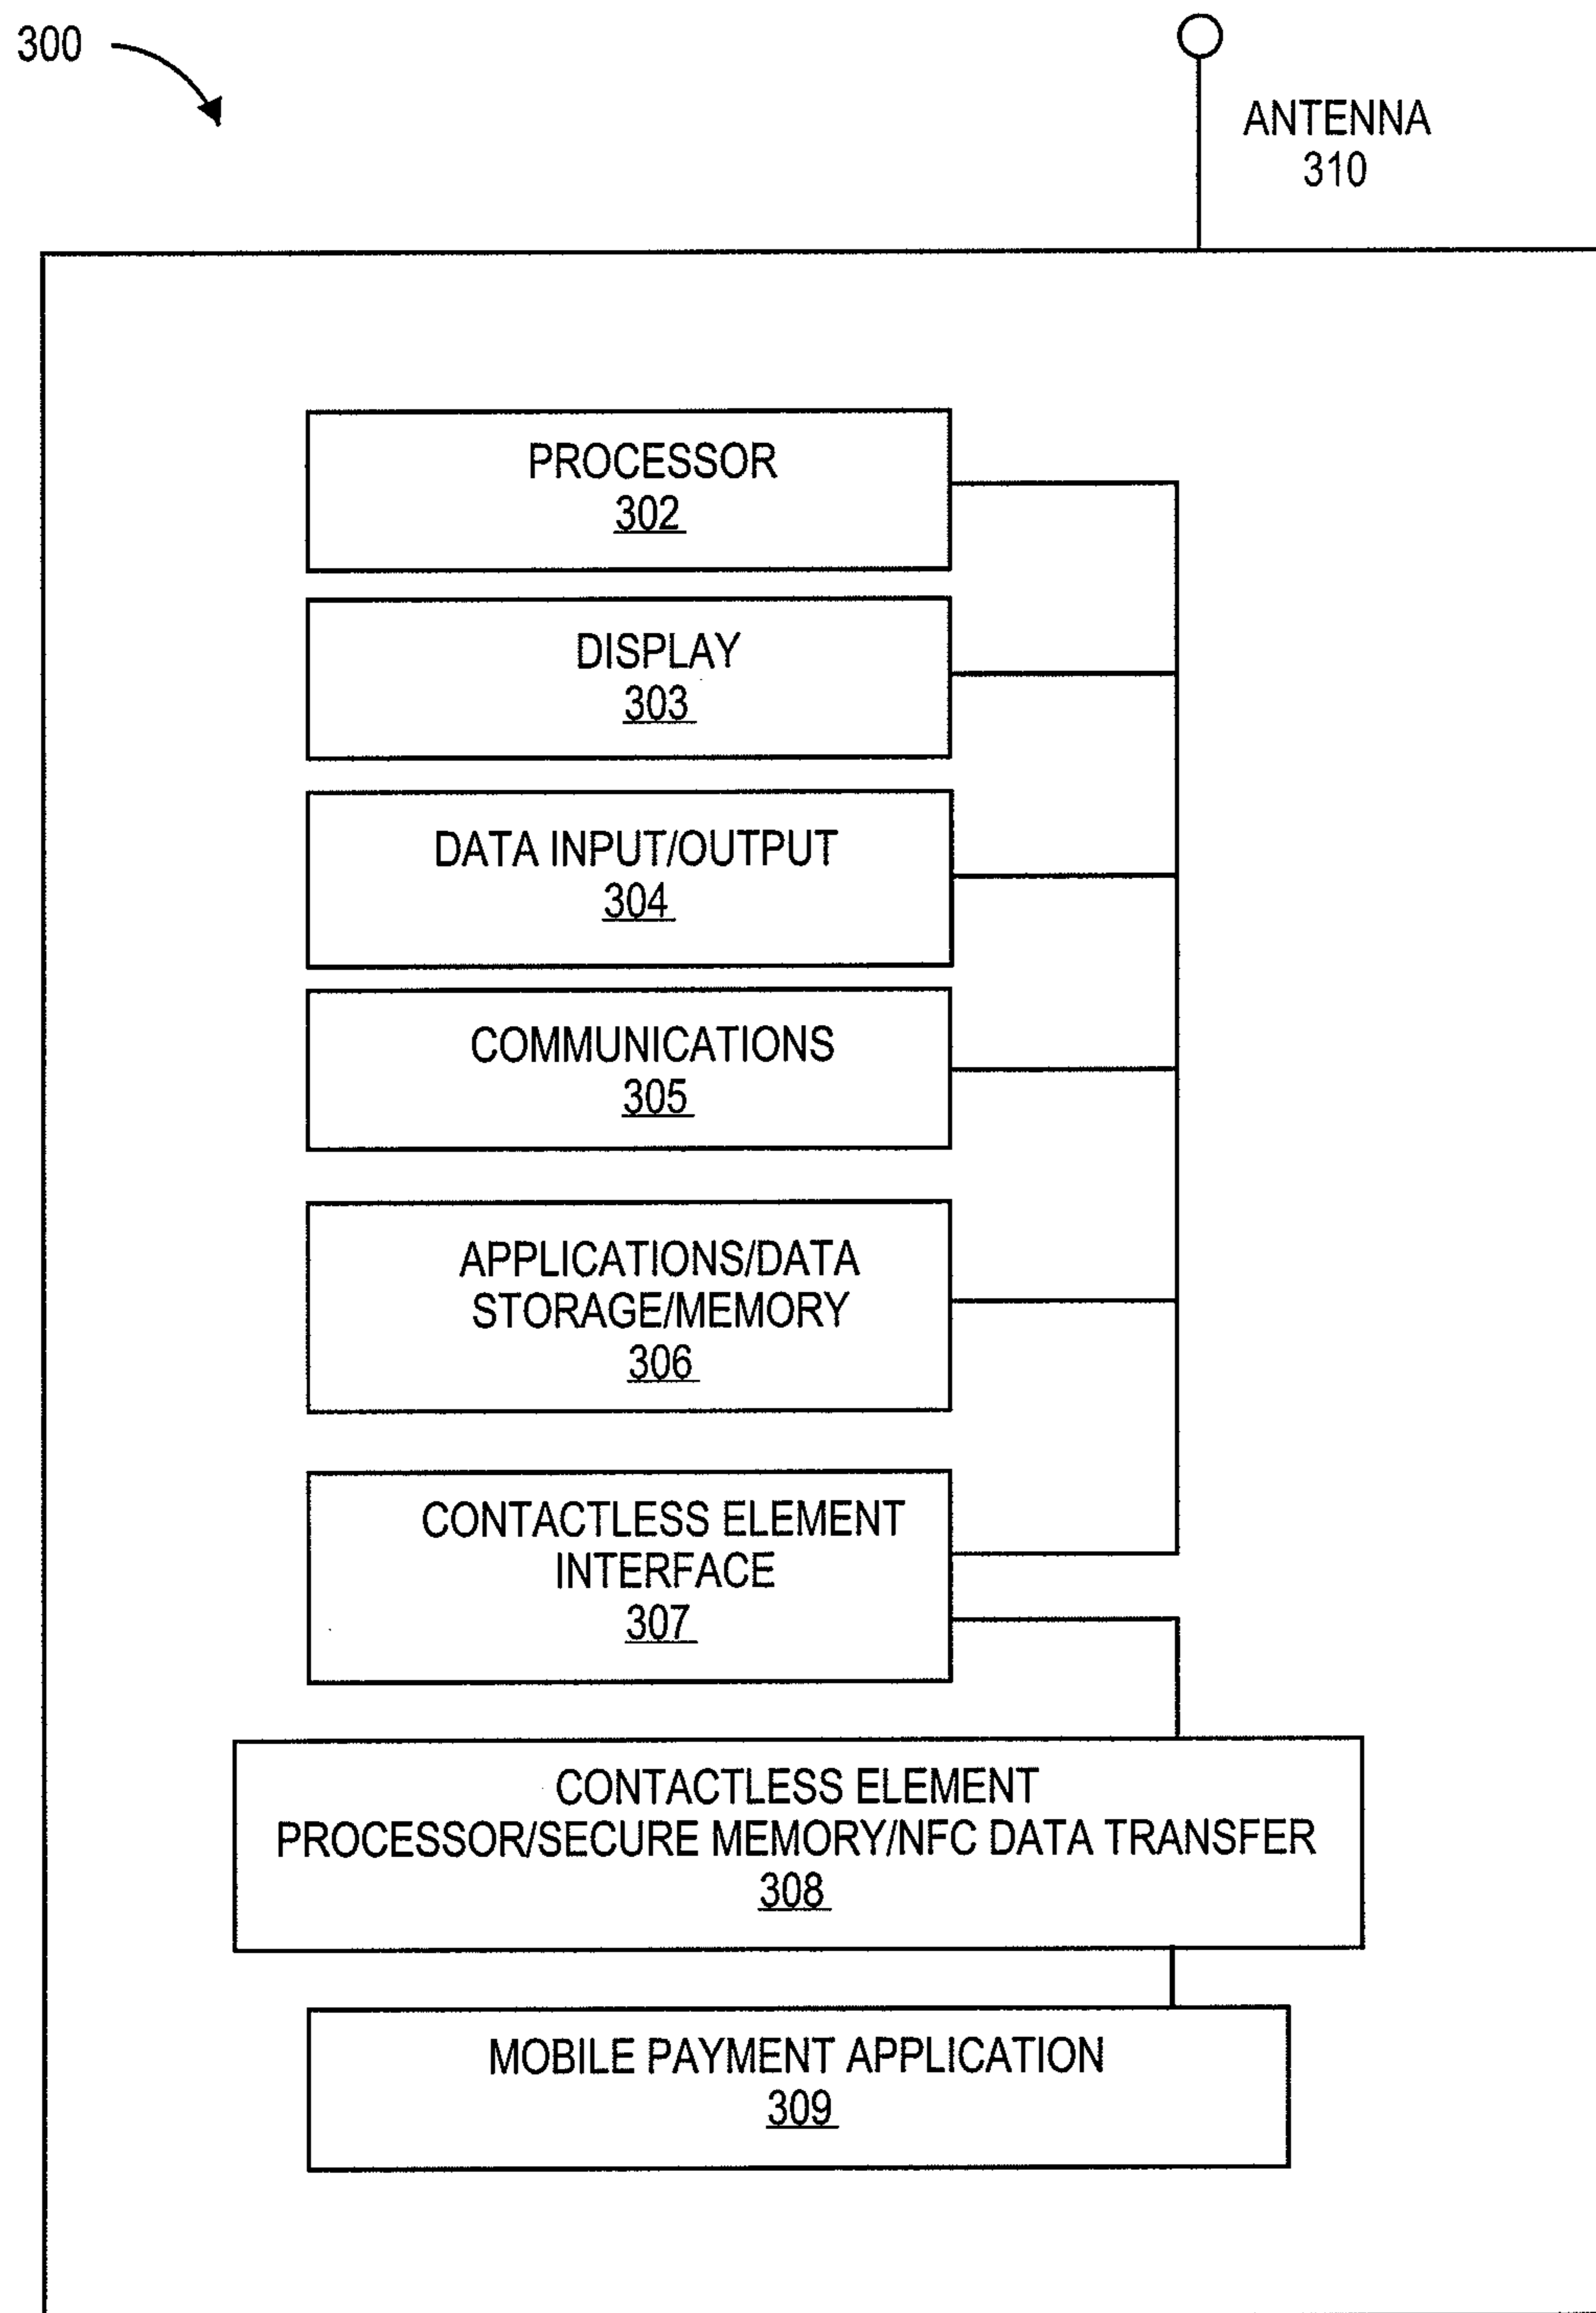 300
ANTENNA
310
PROCESSOR
302
DISPLAY
303
DATA INPUT/OUTPUT
304
COMMUNICATIONS
305
APPLICATIONS/DATA
STORAGE/MEMORY
306
CONTACTLESS ELEMENT
INTERFACE
307
CONTACTLESS ELEMENT
PROCESSOR/SECURE MEMORY/NFC DATA TRANSFER
308
MOBILE PAYMENT APPLICATION
309